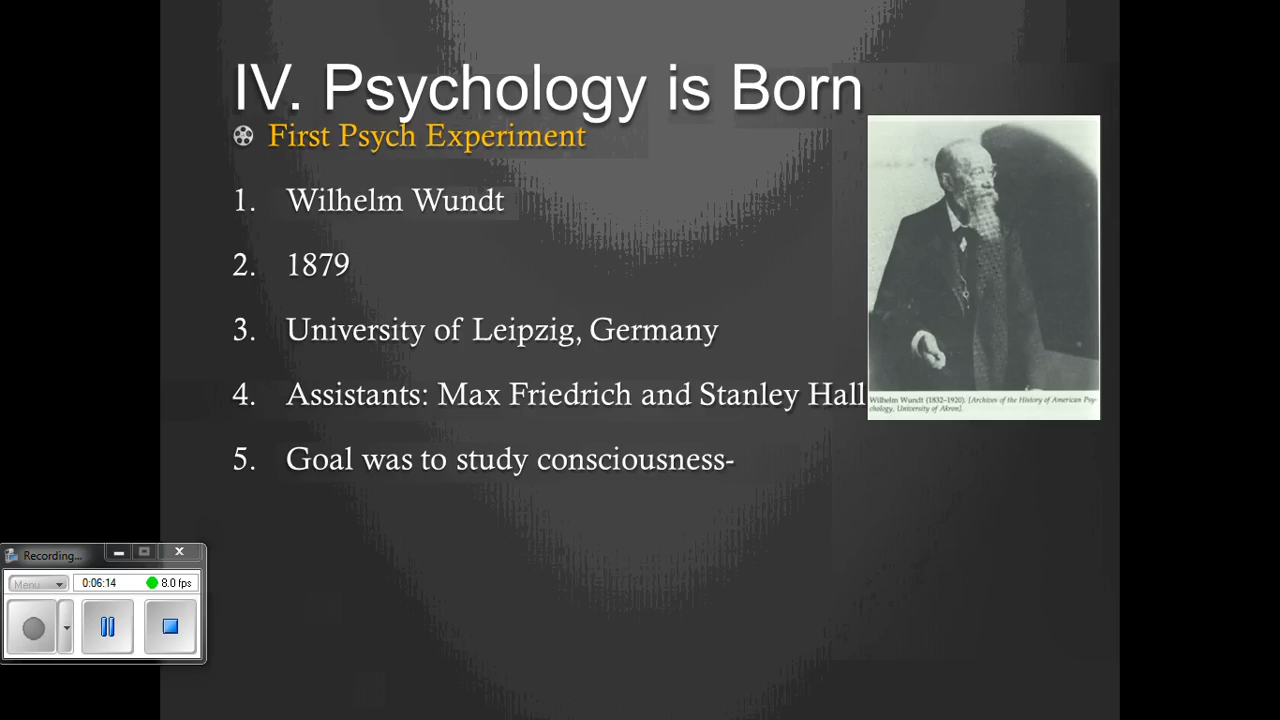 IV. Psychology is Born
First Psych Experiment
1. Wilhelm Wundt
2. 1879
3. University of Leipzig, Germany
4. Assistants: Max Friedrich and Stanley Hall
5. Goal was to study consciousness-
Wilhelm Wundt (1832–1920). [Archives of the History of American Psy-
chology, University of Akron].
Recording...
Menu
0:06:14
8.0 fps